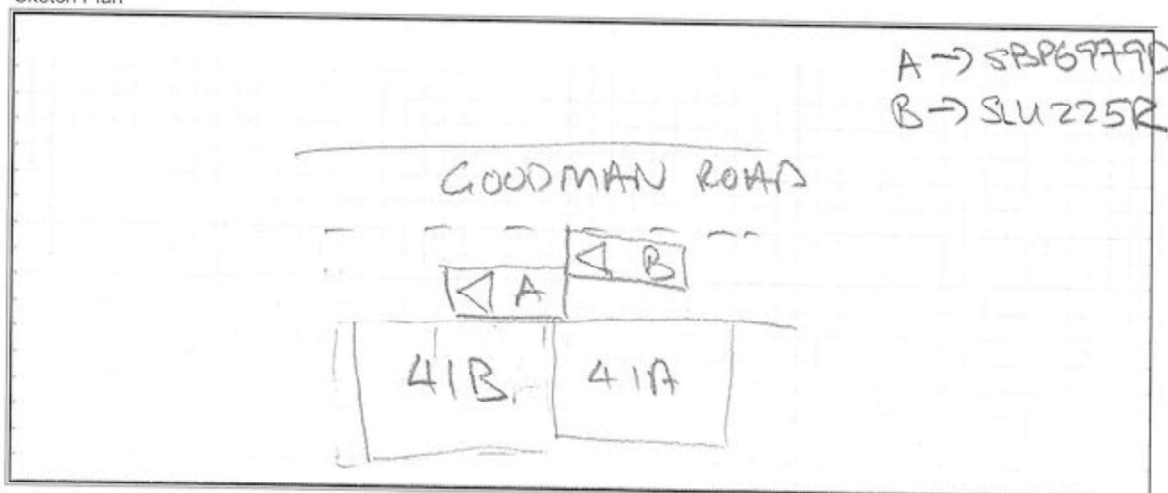 Sketch Plan
A → SBP6979D
B → SLU225R
GOODMAN ROAD
B
A
41B 41A